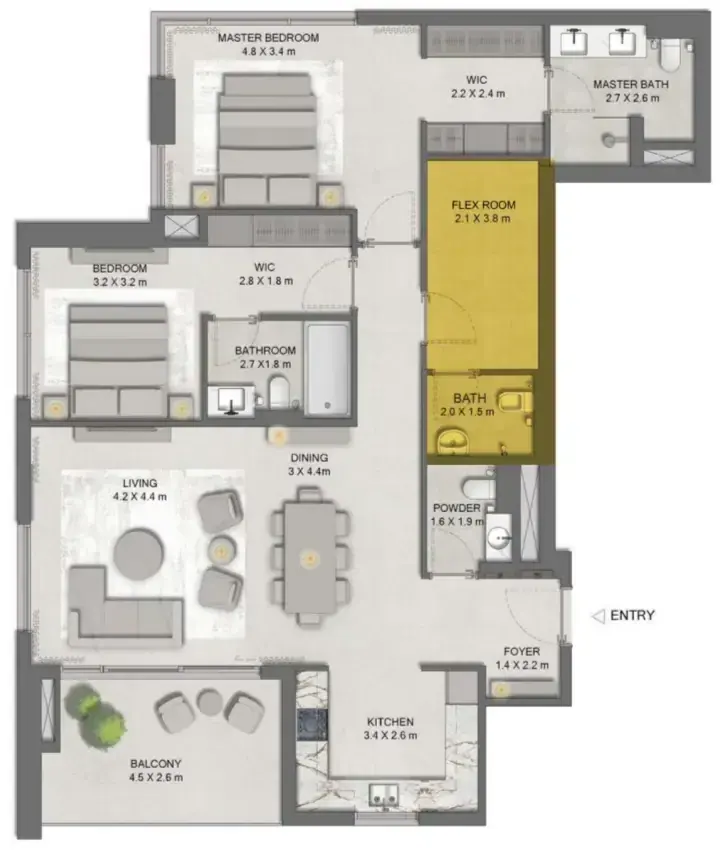 MASTER BEDROOM
4.8 X 3.4 m
WIC
2.2 X 2.4 m
MASTER BATH
2.7 X 2.6 m
FLEX ROOM
2.1 X 3.8 m
BEDROOM
3.2 X 3.2 m
WIC
2.8 X 1.8 m
BATHROOM
2.7 X 1.8 m
BATH
2.0 X 1.5 m
LIVING
4.2 X 4.4 m
DINING
3 X 4.4m
POWDER
1.6 X 1.9 m
ENTRY
FOYER
1.4 X 2.2 m
KITCHEN
3.4 X 2.6 m
BALCONY
4.5 X 2.6 m